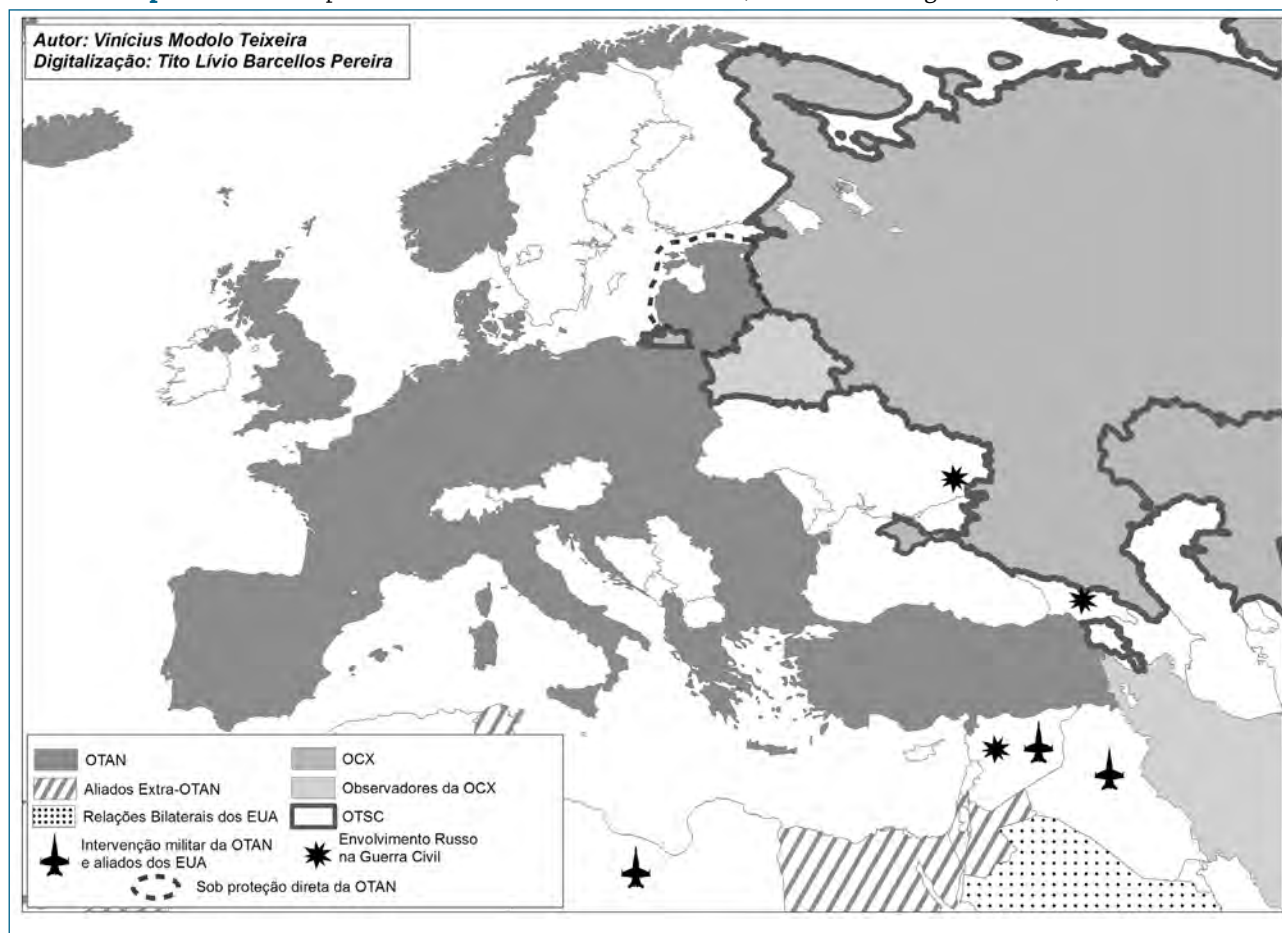 Autor: Vinícius Modolo Teixeira
Digitalização: Tito Lívio Barcellos Pereira
OTAN
Aliados Extra-OTAN
Relações Bilaterais dos EUA
Intervenção militar da OTAN
e aliados dos EUA
OCX
Observadores da OCX
OTSC
Envolvimento Russo
na Guerra Civil
Sob proteção direta da OTAN